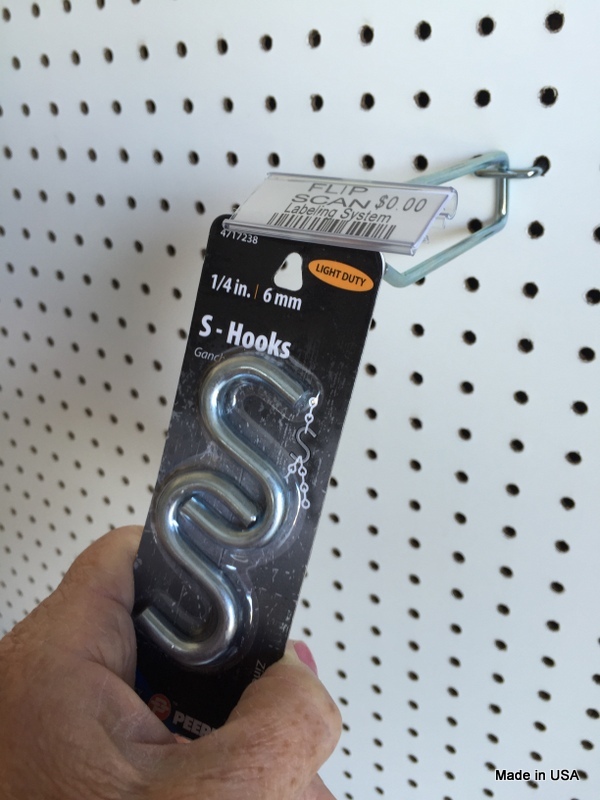 FLIP
SCAN $0.00
Labeling System
4717238
LIGHT DUTY
1/4 in. | 6 mm
S - Hooks
Made in USA